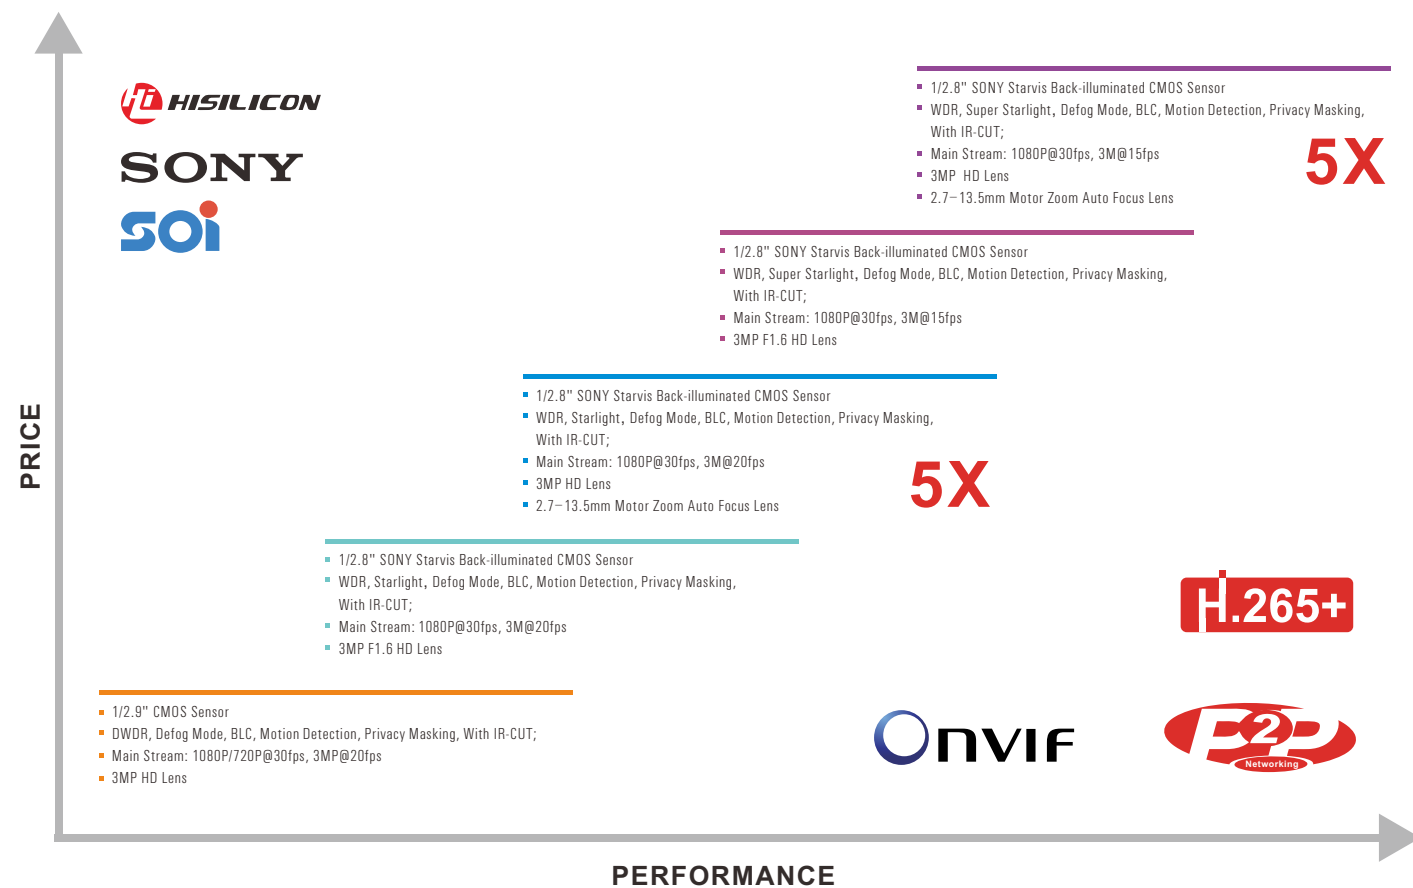 HiSILICON
SONY
SOi
1/2.8" SONY Starvis Back-illuminated CMOS Sensor
WDR, Super Starlight, Defog Mode, BLC, Motion Detection, Privacy Masking,
With IR-CUT;
Main Stream: 1080P@30fps, 3M@15fps
3MP HD Lens
2.7-13.5mm Motor Zoom Auto Focus Lens
5X
1/2.8" SONY Starvis Back-illuminated CMOS Sensor
WDR, Super Starlight, Defog Mode, BLC, Motion Detection, Privacy Masking,
With IR-CUT;
Main Stream: 1080P@30fps, 3M@15fps
3MP F1.6 HD Lens
1/2.8" SONY Starvis Back-illuminated CMOS Sensor
WDR, Starlight, Defog Mode, BLC, Motion Detection, Privacy Masking,
With IR-CUT;
Main Stream: 1080P@30fps, 3M@20fps
3MP HD Lens
2.7-13.5mm Motor Zoom Auto Focus Lens
5X
1/2.8" SONY Starvis Back-illuminated CMOS Sensor
WDR, Starlight, Defog Mode, BLC, Motion Detection, Privacy Masking,
With IR-CUT;
Main Stream: 1080P@30fps, 3M@20fps
3MP F1.6 HD Lens
1/2.9" CMOS Sensor
DWDR, Defog Mode, BLC, Motion Detection, Privacy Masking, With IR-CUT;
Main Stream: 1080P/720P@30fps, 3MP@20fps
3MP HD Lens
H.265+
ONVIF
P2P
Networking
PRICE
PERFORMANCE